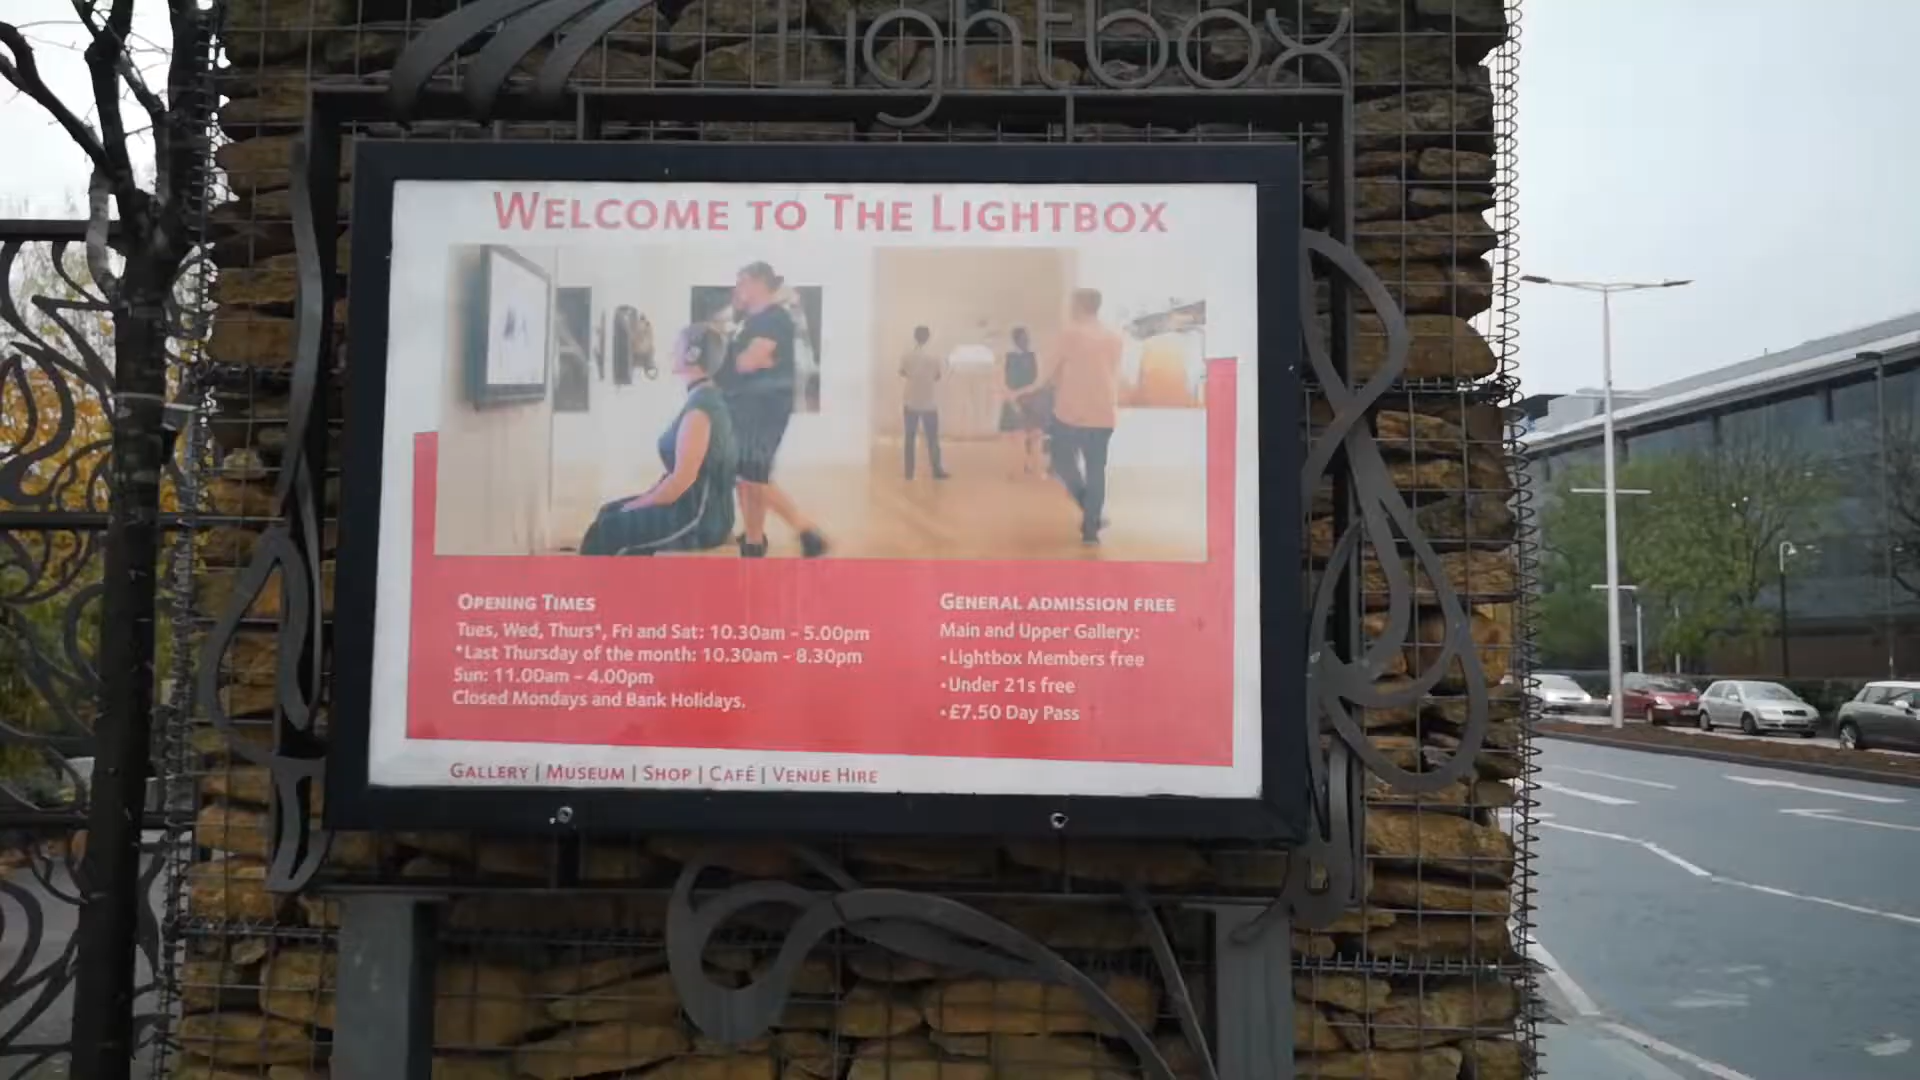 Lightbox
WELCOME TO THE LIGHTBOX
OPENING TIMES
Tues, Wed, Thurs*, Fri and Sat: 10.30am - 5.00pm
*Last Thursday of the month: 10.30am - 8.30pm
Sun: 11.00am - 4.00pm
Closed Mondays and Bank Holidays.
GENERAL ADMISSION FREE
Main and Upper Gallery:
•Lightbox Members free
•Under 21s free
•£7.50 Day Pass
GALLERY | MUSEUM | SHOP | CAFÉ | VENUE HIRE